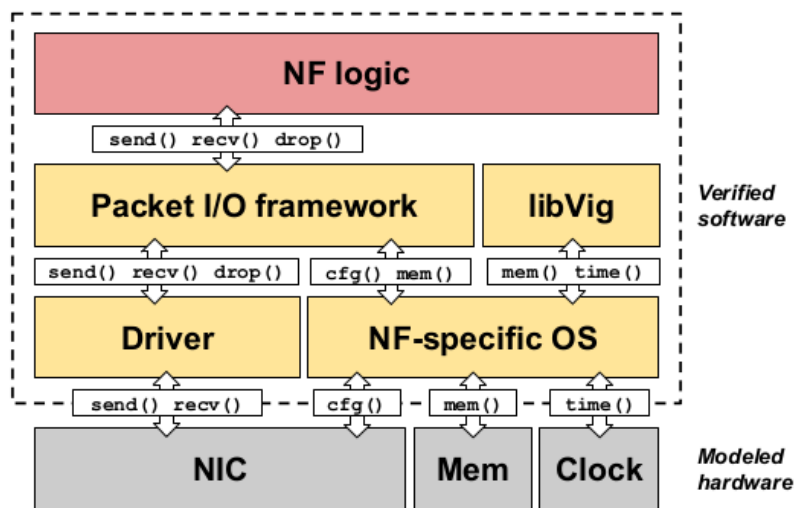 NF logic
send() recv() drop()
Packet I/O framework
libVig
Verified
software
send() recv() drop()
cfg() mem()
mem() time()
Driver
NF-specific OS
send() recv()
cfg()
mem()
time()
NIC
Mem
Clock
Modeled
hardware